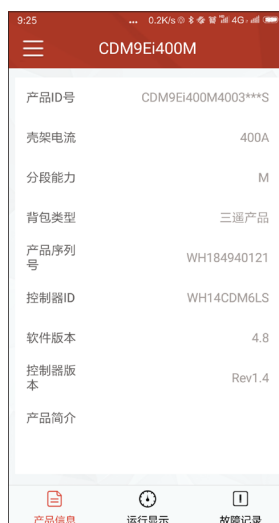 9:25 ... 0.2K/s 4G
CDM9Ei400M
产品ID号 CDM9Ei400M4003***S
壳架电流 400A
分段能力 M
背包类型 三遥产品
产品序列
号 WH184940121
控制器ID WH14CDM6LS
软件版本 4.8
控制器版
本 Rev1.4
产品简介
产品信息 运行显示 故障记录